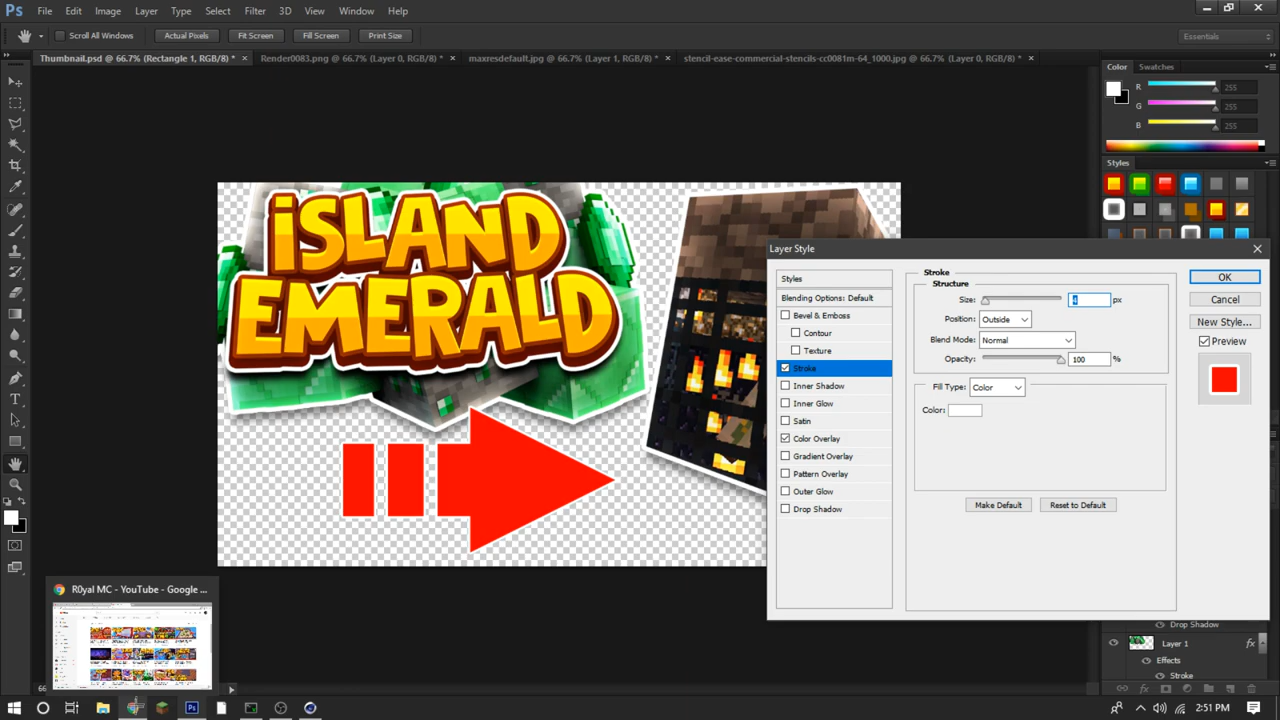 Ps File Edit Image Layer Type Select Filter 3D View Window Help
Scroll All Windows Actual Pixels Fit Screen Fill Screen Print Size Essentials
Thumbnail.psd @ 66.7% (Rectangle 1, RGB/8) * × Render0083.png @ 66.7% (Layer 0, RGB/8) * × maxresdefault.jpg @ 66.7% (Layer 1, RGB/8) * × stencil-ease-commercial-stencils-cc0081m-64_1000.jpg @ 66.7% (Layer 0, RGB/8) * ×
Color Swatches
R 255
G 255
B 255
Styles
iSLAND
EMERALD
Layer Style
Styles
Blending Options: Default
Bevel & Emboss
Contour
Texture
Stroke
Inner Shadow
Inner Glow
Satin
Color Overlay
Gradient Overlay
Pattern Overlay
Outer Glow
Drop Shadow
Stroke
Structure
Size: 4 px
Position: Outside
Blend Mode: Normal
Opacity: 100 %
Fill Type: Color
Color:
Make Default Reset to Default
OK
Cancel
New Style...
Preview
Drop Shadow
Layer 1 fx
Effects
Stroke
R0yal MC - YouTube - Google ...
66
2:51 PM